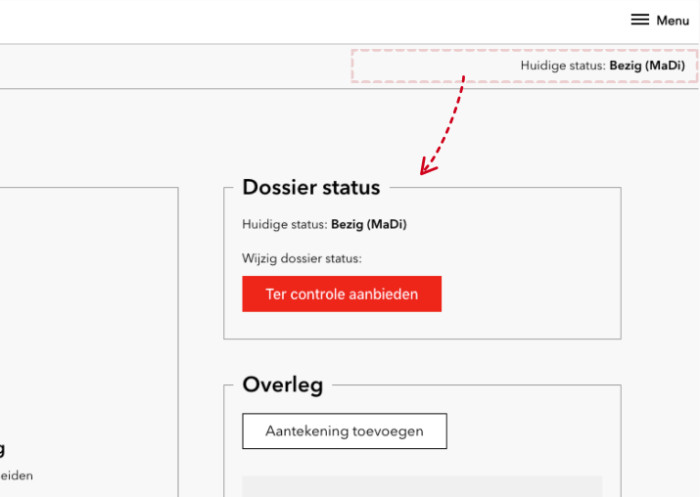 Menu
Huidige status: Bezig (MaDi)
Dossier status
Huidige status: Bezig (MaDi)
Wijzig dossier status:
Ter controle aanbieden
Overleg
Aantekening toevoegen
g
eiden